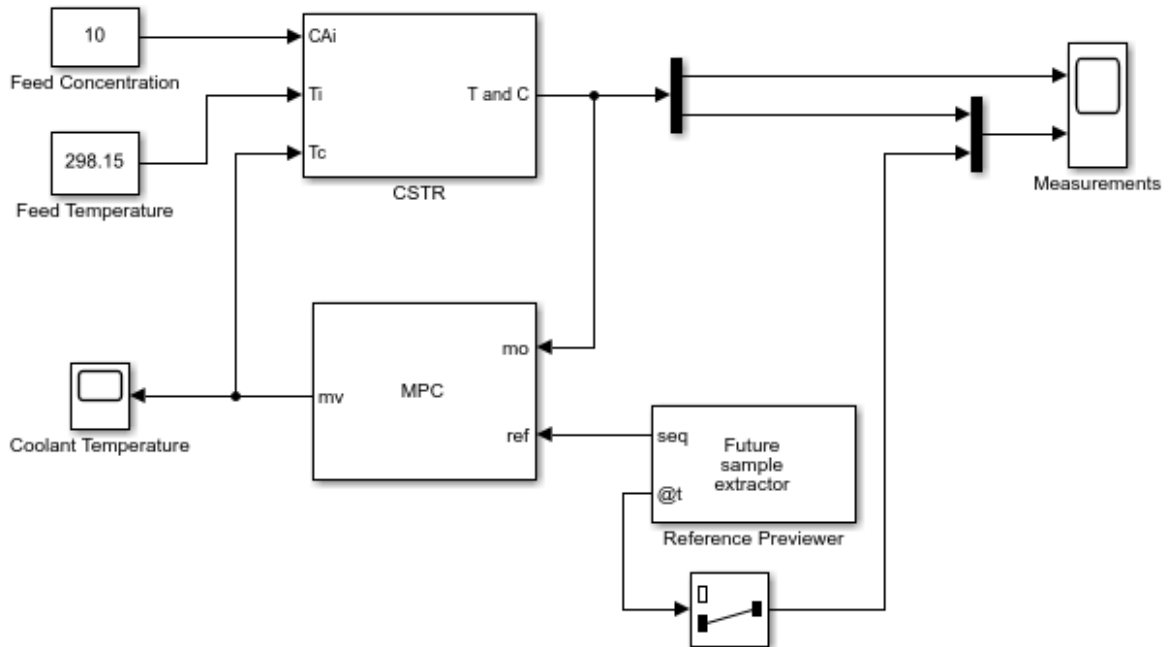 10
Feed Concentration
298.15
Feed Temperature
CAi
Ti
Tc
T and C
CSTR
Measurements
mo
MPC
mv
ref
Coolant Temperature
seq
Future
sample
extractor
@t
Reference Previewer